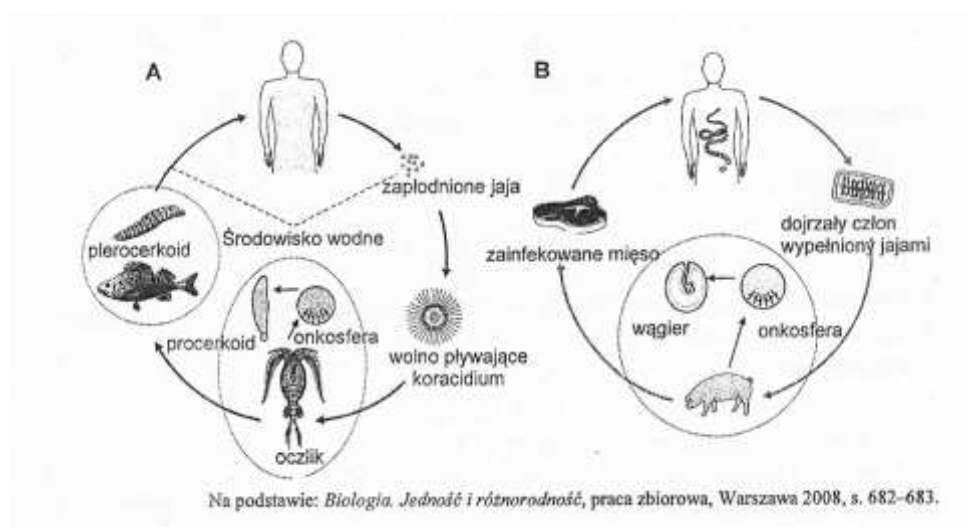 A
zapłodnione jaja
Środowisko wodne
plerocerkoid
procerkoid
onkosfera
wolno pływające
koracidium
oczlik
B
zainfekowane mięso
dojrzały człon
wypełniony jajami
wągier
onkosfera
Na podstawie: Biologia. Jedność i różnorodność, praca zbiorowa, Warszawa 2008, s. 682–683.